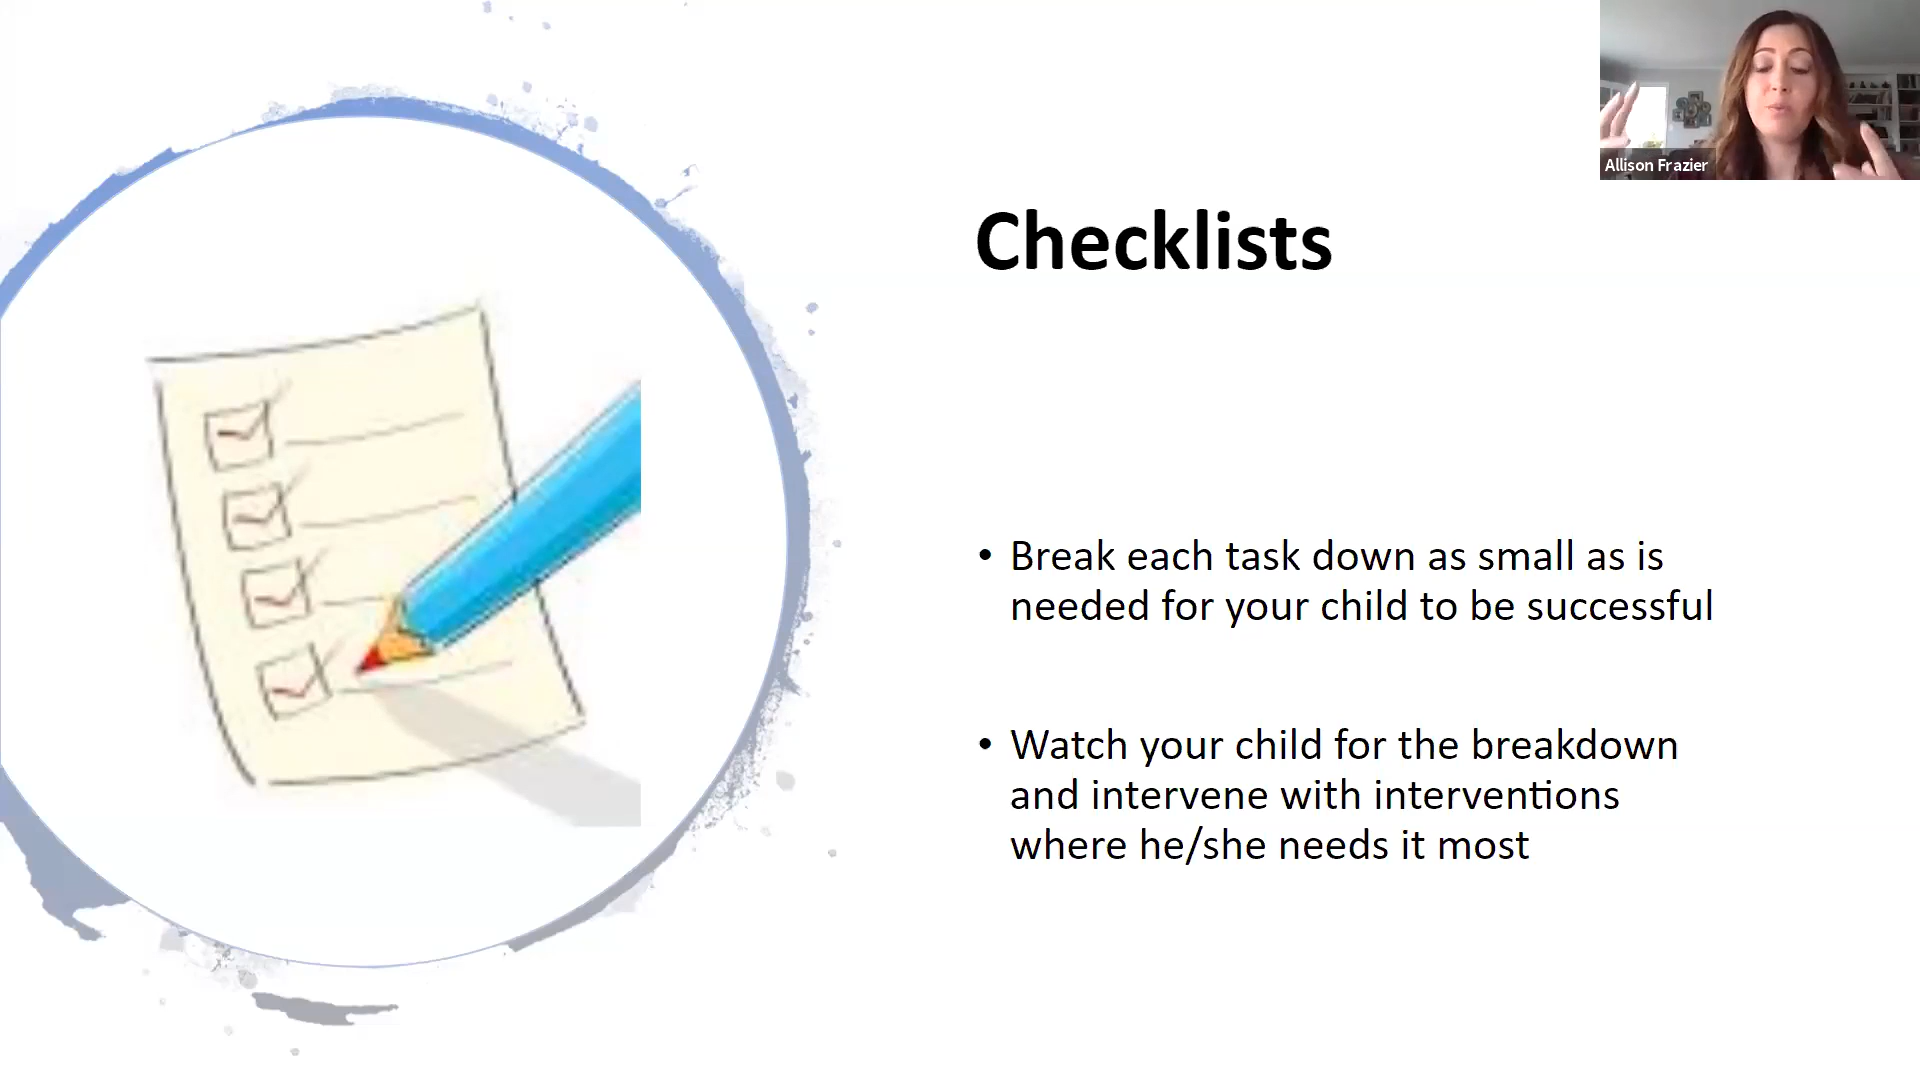 Allison Frazier
Checklists
• Break each task down as small as is
needed for your child to be successful
• Watch your child for the breakdown
and intervene with interventions
where he/she needs it most